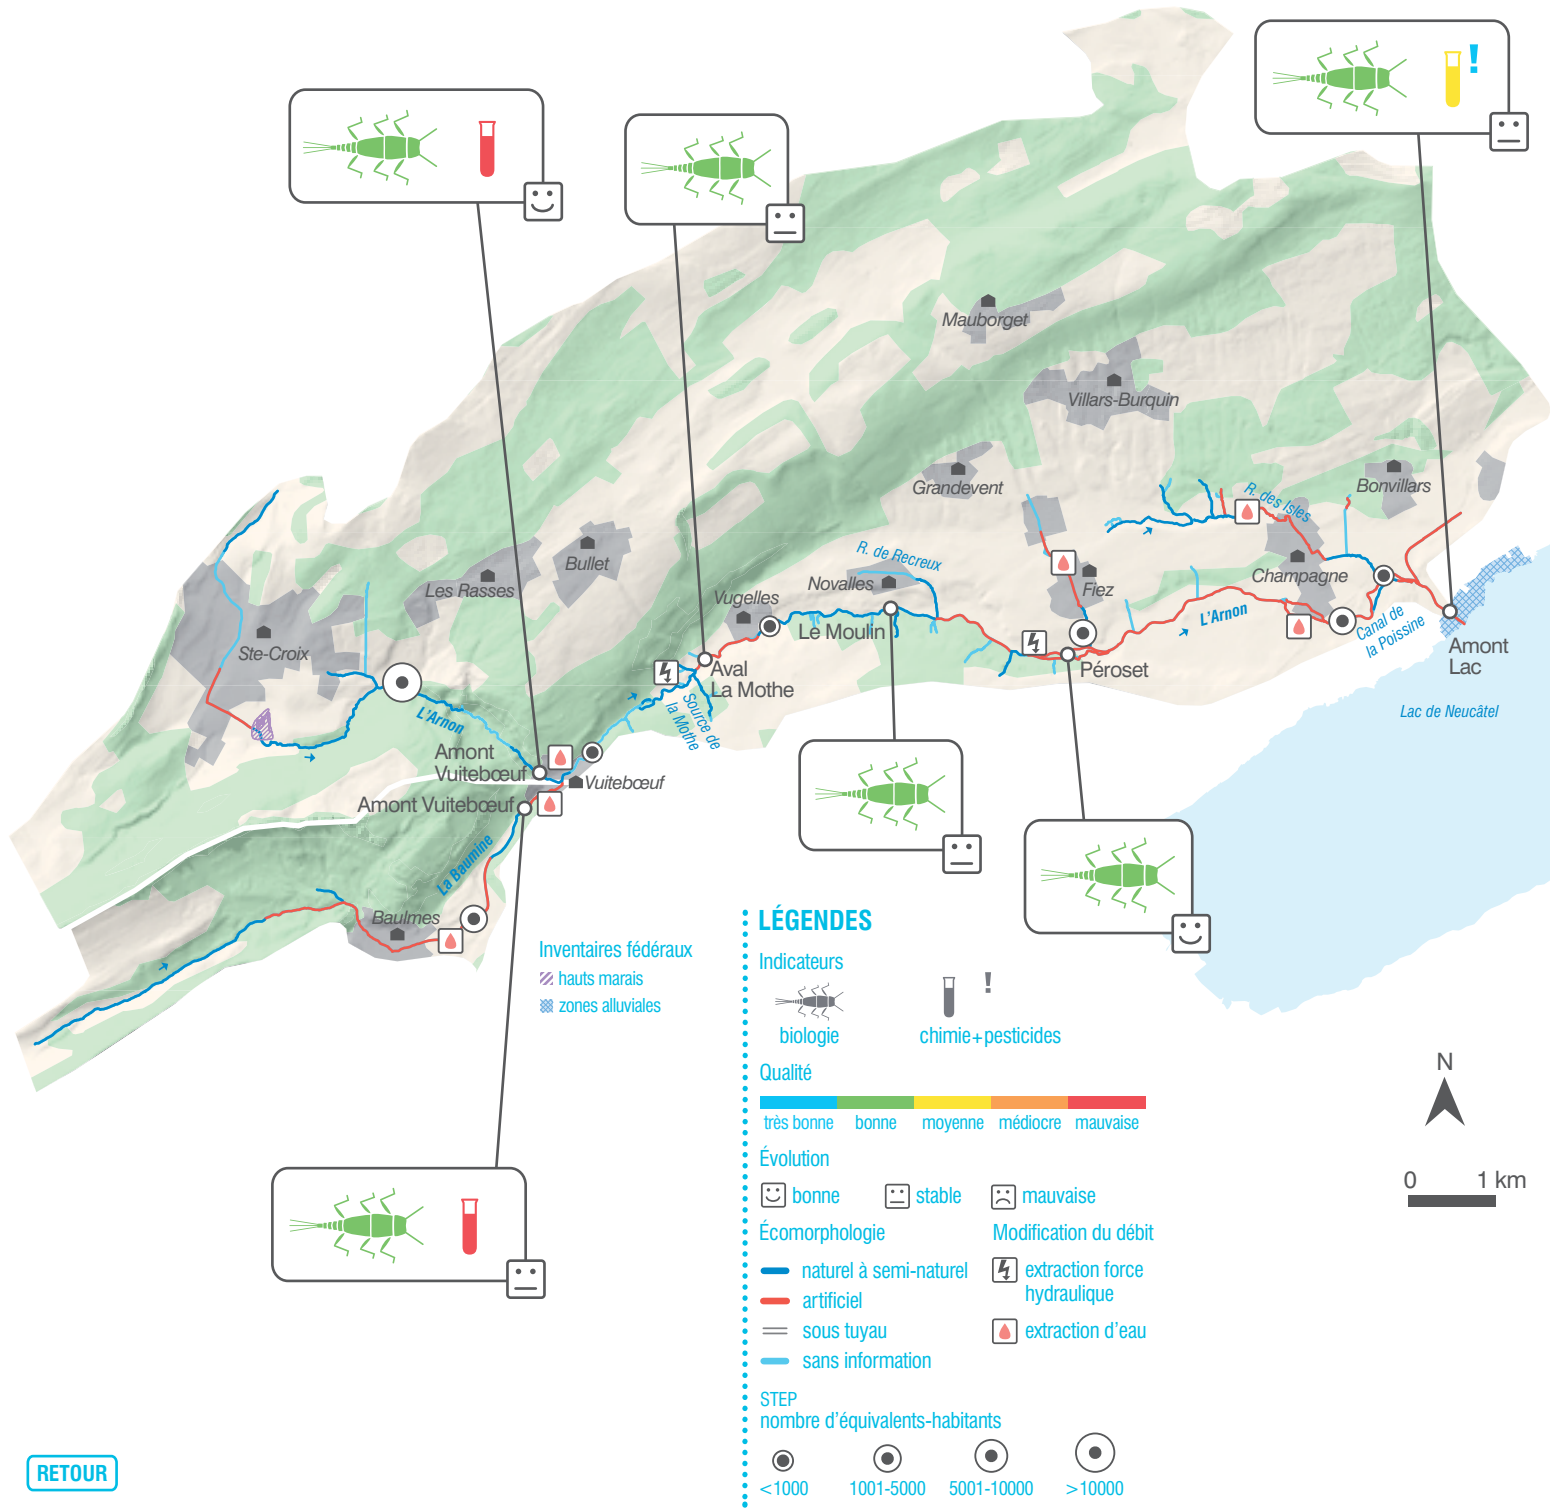 !
Mauborget
Villars-Burquin
Grandevent
Bonvillars
R. des Isles
Bullet
Les Rasses
R. de Recreux
Novalles
Champagne
Fiez
Vugelles
L'Arnon
Le Moulin
Canal de
la Poissine
Ste-Croix
Amont
Lac
Aval
La Mothe
Péroset
Source de
la Mothe
Lac de Neucâtel
L'Arnon
Amont
Vuitebœuf
Vuitebœuf
Amont Vuitebœuf
La Baumine
Baulmes
Inventaires fédéraux
hauts marais
zones alluviales
LÉGENDES
Indicateurs
!
biologie
chimie+pesticides
Qualité
très bonne
bonne
moyenne
médiocre
mauvaise
Évolution
bonne
stable
mauvaise
Écomorphologie
naturel à semi-naturel
artificiel
sous tuyau
sans information
Modification du débit
extraction force
hydraulique
extraction d'eau
STEP
nombre d'équivalents-habitants
<1000
1001-5000
5001-10000
>10000
N
0
1 km
RETOUR